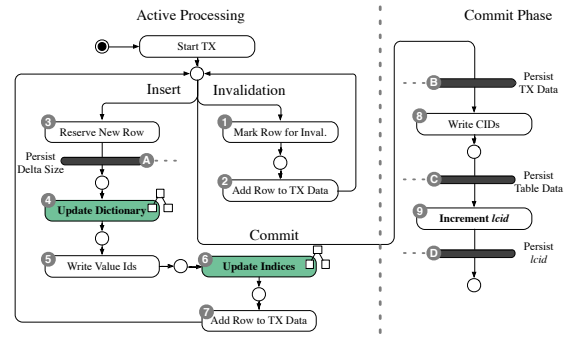 Active Processing
Commit Phase
Start TX
Insert
Invalidation
3
Reserve New Row
1
Mark Row for Inval.
Persist
Delta Size
A
2
Add Row to TX Data
4
Update Dictionary
Commit
5
Write Value Ids
6
Update Indices
7
Add Row to TX Data
B
Persist
TX Data
8
Write CIDs
C
Persist
Table Data
9
Increment lcid
D
Persist
lcid